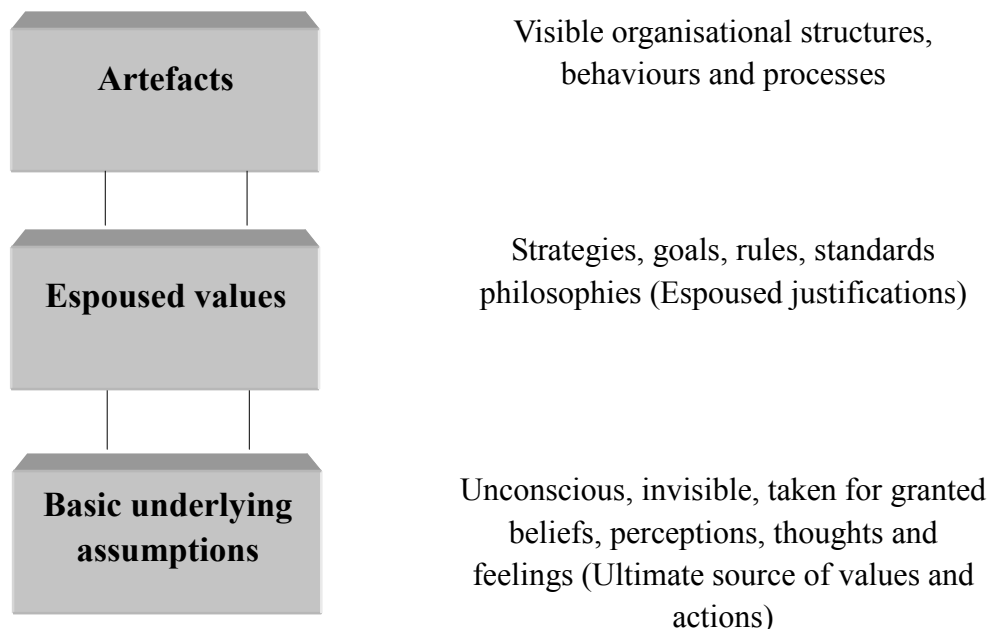 Artefacts
Visible organisational structures,
behaviours and processes
Espoused values
Strategies, goals, rules, standards
philosophies (Espoused justifications)
Basic underlying
assumptions
Unconscious, invisible, taken for granted
beliefs, perceptions, thoughts and
feelings (Ultimate source of values and
actions)